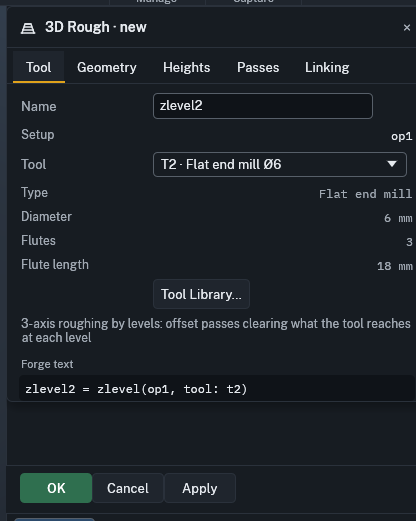 3D Rough · new
×
Tool Geometry Heights Passes Linking
Name zlevel2
Setup op1
Tool T2 · Flat end mill Ø6
Type Flat end mill
Diameter 6 mm
Flutes 3
Flute length 18 mm
Tool Library...
3-axis roughing by levels: offset passes clearing what the tool reaches
at each level
Forge text
zlevel2 = zlevel(op1, tool: t2)
OK Cancel Apply